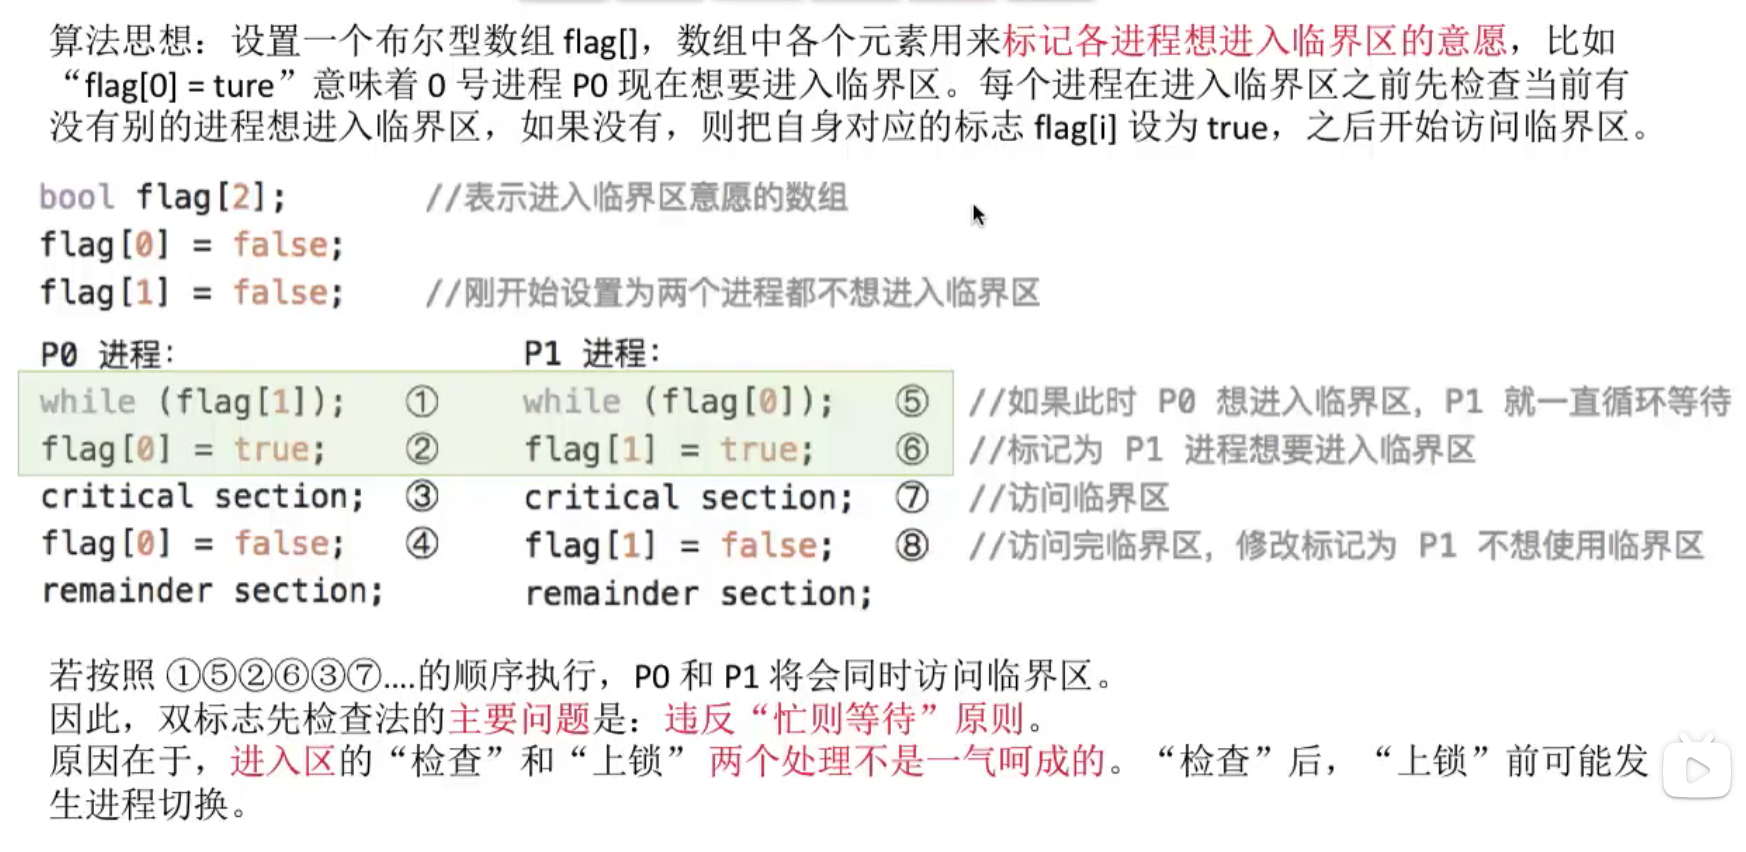 算法思想：设置一个布尔型数组 flag[]，数组中各个元素用来标记各进程想进入临界区的意愿，比如
“flag[0] = ture”意味着 0 号进程 P0 现在想要进入临界区。每个进程在进入临界区之前先检查当前有
没有别的进程想进入临界区，如果没有，则把自身对应的标志 flag[i] 设为 true，之后开始访问临界区。
bool flag[2]; //表示进入临界区意愿的数组
flag[0] = false;
flag[1] = false; //刚开始设置为两个进程都不想进入临界区
P0 进程: P1 进程:
while (flag[1]); ① while (flag[0]); ⑤ //如果此时 P0 想进入临界区，P1 就一直循环等待
flag[0] = true; ② flag[1] = true; ⑥ //标记为 P1 进程想要进入临界区
critical section; ③ critical section; ⑦ //访问临界区
flag[0] = false; ④ flag[1] = false; ⑧ //访问完临界区，修改标记为 P1 不想使用临界区
remainder section; remainder section;
若按照 ①⑤②⑥③⑦....的顺序执行，P0 和 P1 将会同时访问临界区。
因此，双标志先检查法的主要问题是：违反“忙则等待”原则。
原因在于，进入区的“检查”和“上锁” 两个处理不是一气呵成的。“检查”后，“上锁”前可能发
生进程切换。